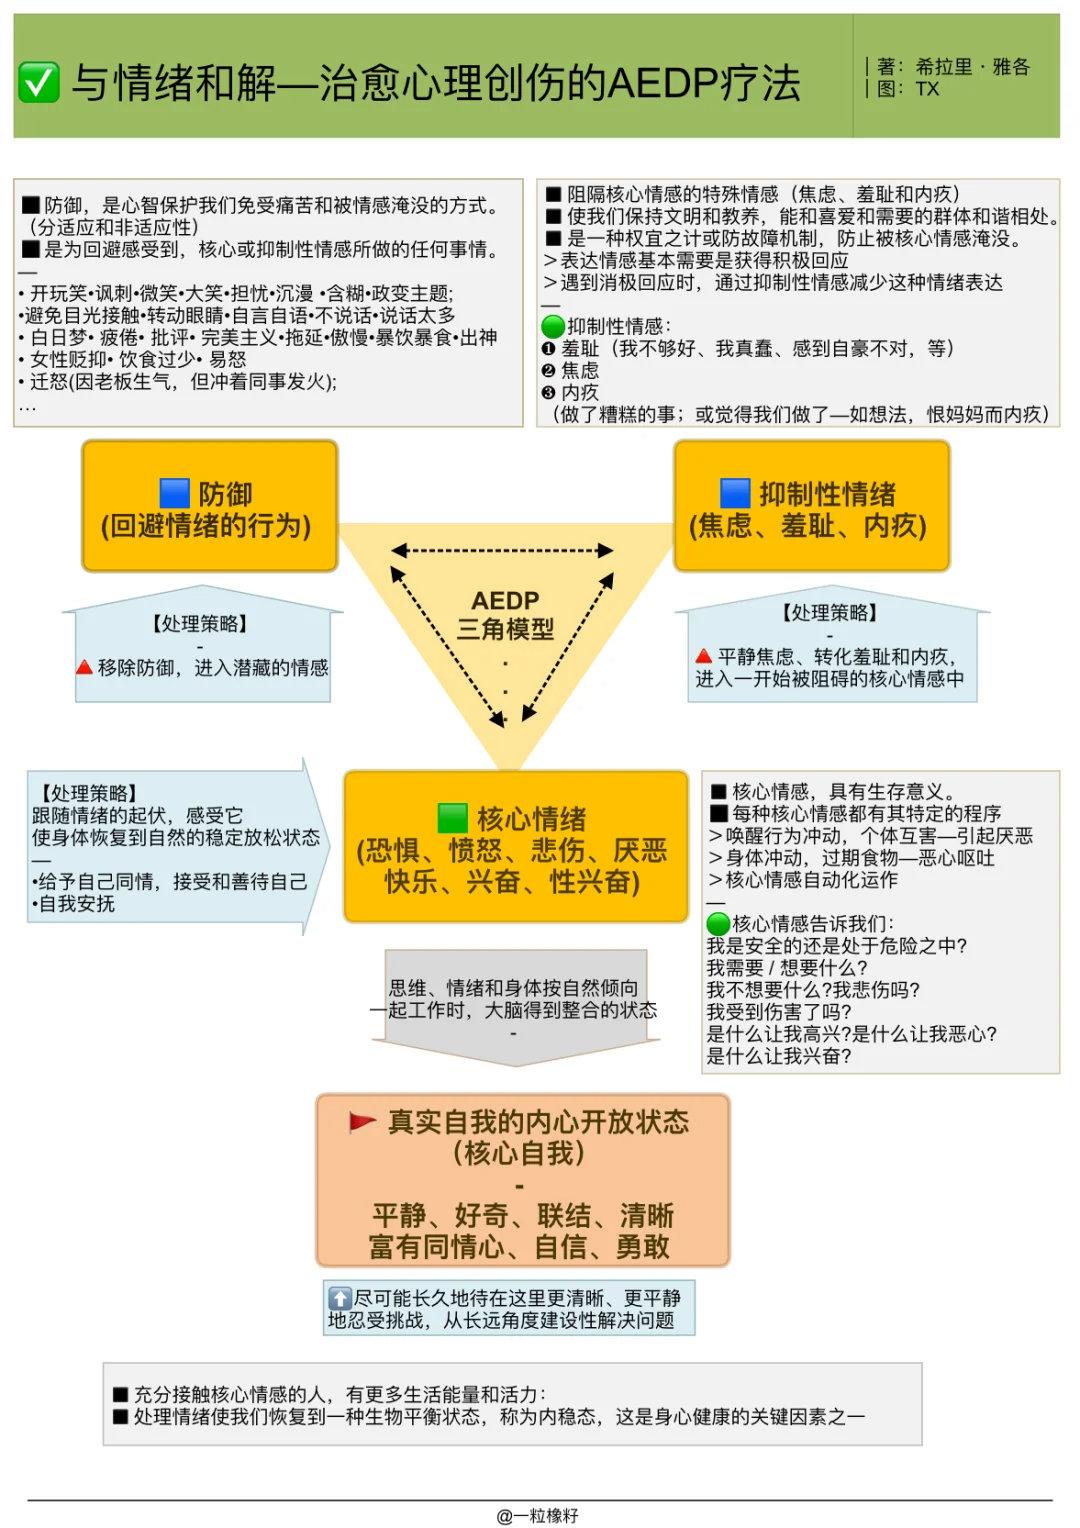 ✅ 与情绪和解—治愈心理创伤的AEDP疗法
| 著：希拉里·雅各
| 图：TX
■ 防御，是心智保护我们免受痛苦和被情感淹没的方式。
（分适应和非适应性）
■ 是为回避感受到，核心或抑制性情感所做的任何事情。
—
• 开玩笑•讽刺•微笑•大笑•担忧•沉漫 •含糊•政变主题;
•避免目光接触•转动眼睛•自言自语•不说话•说话太多
• 白日梦• 疲倦• 批评• 完美主义•拖延•傲慢•暴饮暴食•出神
• 女性贬抑• 饮食过少• 易怒
• 迁怒(因老板生气，但冲着同事发火);
…
■ 阻隔核心情感的特殊情感（焦虑、羞耻和内疚）
■ 使我们保持文明和教养，能和喜爱和需要的群体和谐相处。
■ 是一种权宜之计或防故障机制，防止被核心情感淹没。
＞表达情感基本需要是获得积极回应
＞遇到消极回应时，通过抑制性情感减少这种情绪表达
—
🟢抑制性情感：
❶ 羞耻（我不够好、我真蠢、感到自豪不对，等）
❷ 焦虑
❸ 内疚
（做了糟糕的事；或觉得我们做了—如想法，恨妈妈而内疚）
🟦 防御
(回避情绪的行为)
🟦 抑制性情绪
(焦虑、羞耻、内疚)
AEDP
三角模型
.
.
.
【处理策略】
-
🔺 移除防御，进入潜藏的情感
【处理策略】
-
🔺 平静焦虑、转化羞耻和内疚，
进入一开始被阻碍的核心情感中
【处理策略】
跟随情绪的起伏，感受它
使身体恢复到自然的稳定放松状态
—
•给予自己同情，接受和善待自己
•自我安抚
🟩 核心情绪
(恐惧、愤怒、悲伤、厌恶
快乐、兴奋、性兴奋)
■ 核心情感，具有生存意义。
■ 每种核心情感都有其特定的程序
＞唤醒行为冲动，个体互害—引起厌恶
＞身体冲动，过期食物—恶心呕吐
＞核心情感自动化运作
—
🟢核心情感告诉我们：
我是安全的还是处于危险之中?
我需要 / 想要什么?
我不想要什么?我悲伤吗?
我受到伤害了吗?
是什么让我高兴?是什么让我恶心?
是什么让我兴奋?
思维、情绪和身体按自然倾向
一起工作时，大脑得到整合的状态
-
🚩 真实自我的内心开放状态
（核心自我）
-
平静、好奇、联结、清晰
富有同情心、自信、勇敢
⬆️尽可能长久地待在这里更清晰、更平静
地忍受挑战，从长远角度建设性解决问题
■ 充分接触核心情感的人，有更多生活能量和活力：
■ 处理情绪使我们恢复到一种生物平衡状态，称为内稳态，这是身心健康的关键因素之一
@一粒橡籽